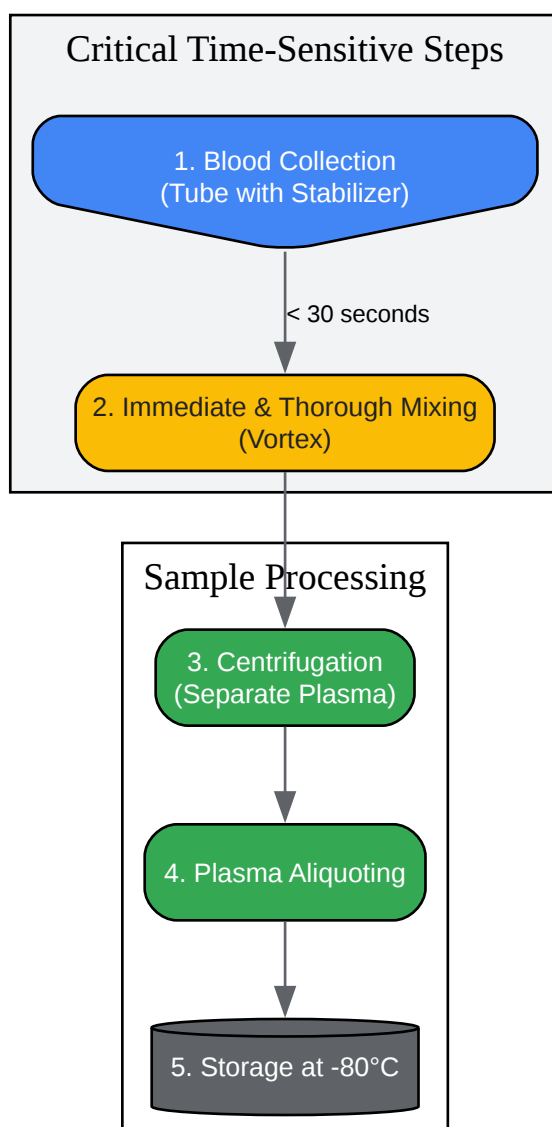 Critical Time-Sensitive Steps
1. Blood Collection
(Tube with Stabilizer)
< 30 seconds
2. Immediate & Thorough Mixing
(Vortex)
Sample Processing
3. Centrifugation
(Separate Plasma)
4. Plasma Aliquoting
5. Storage at -80°C